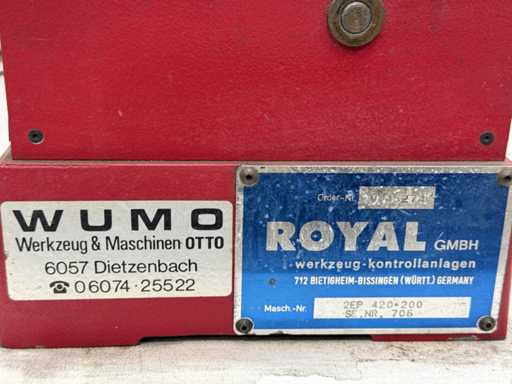 WUMO
Werkzeug & Maschinen OTTO
6057 Dietzenbach
☎ 06074 - 25522
Order-Nr.
ROYAL GMBH
werkzeug-kontrollanlagen
712 BIETIGHEIM-BISSINGEN (WÜRTT.) GERMANY
Masch.-Nr. 2EP 420*200
SE.NR. 706